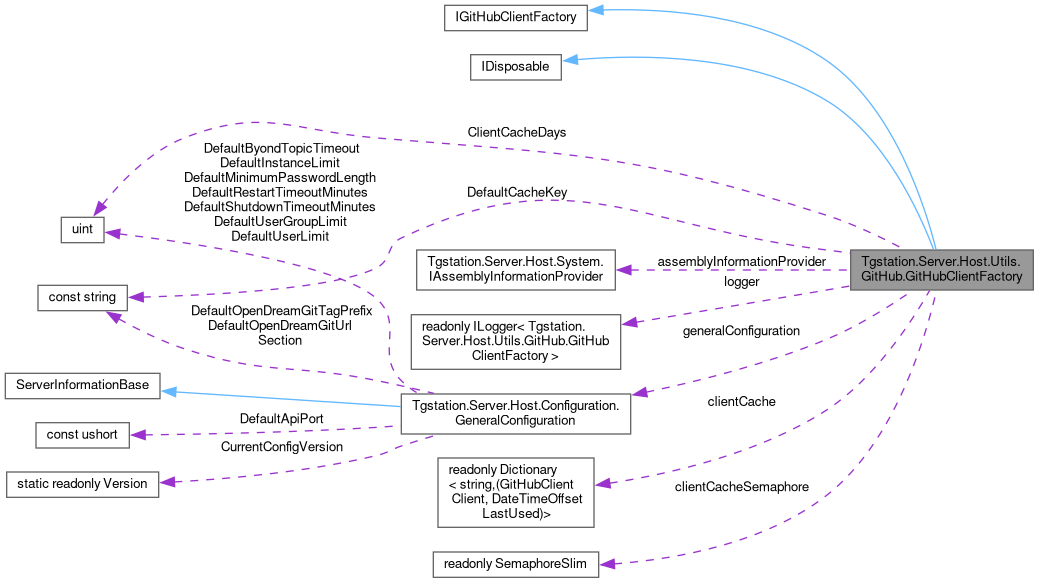 IGitHubClientFactory
IDisposable
ClientCacheDays
DefaultByondTopicTimeout
DefaultInstanceLimit
DefaultMinimumPasswordLength
DefaultRestartTimeoutMinutes
DefaultShutdownTimeoutMinutes
DefaultUserGroupLimit
DefaultUserLimit
DefaultCacheKey
uint
Tgstation.Server.Host.System.
IAssemblyInformationProvider
assemblyInformationProvider
Tgstation.Server.Host.Utils.
GitHub.GitHubClientFactory
logger
const string
DefaultOpenDreamGitTagPrefix
DefaultOpenDreamGitUrl
Section
readonly ILogger< Tgstation.
Server.Host.Utils.GitHub.GitHub
ClientFactory >
generalConfiguration
ServerInformationBase
Tgstation.Server.Host.Configuration.
GeneralConfiguration
clientCache
DefaultApiPort
const ushort
CurrentConfigVersion
static readonly Version
readonly Dictionary
< string,(GitHubClient
Client, DateTimeOffset
LastUsed)>
clientCacheSemaphore
readonly SemaphoreSlim